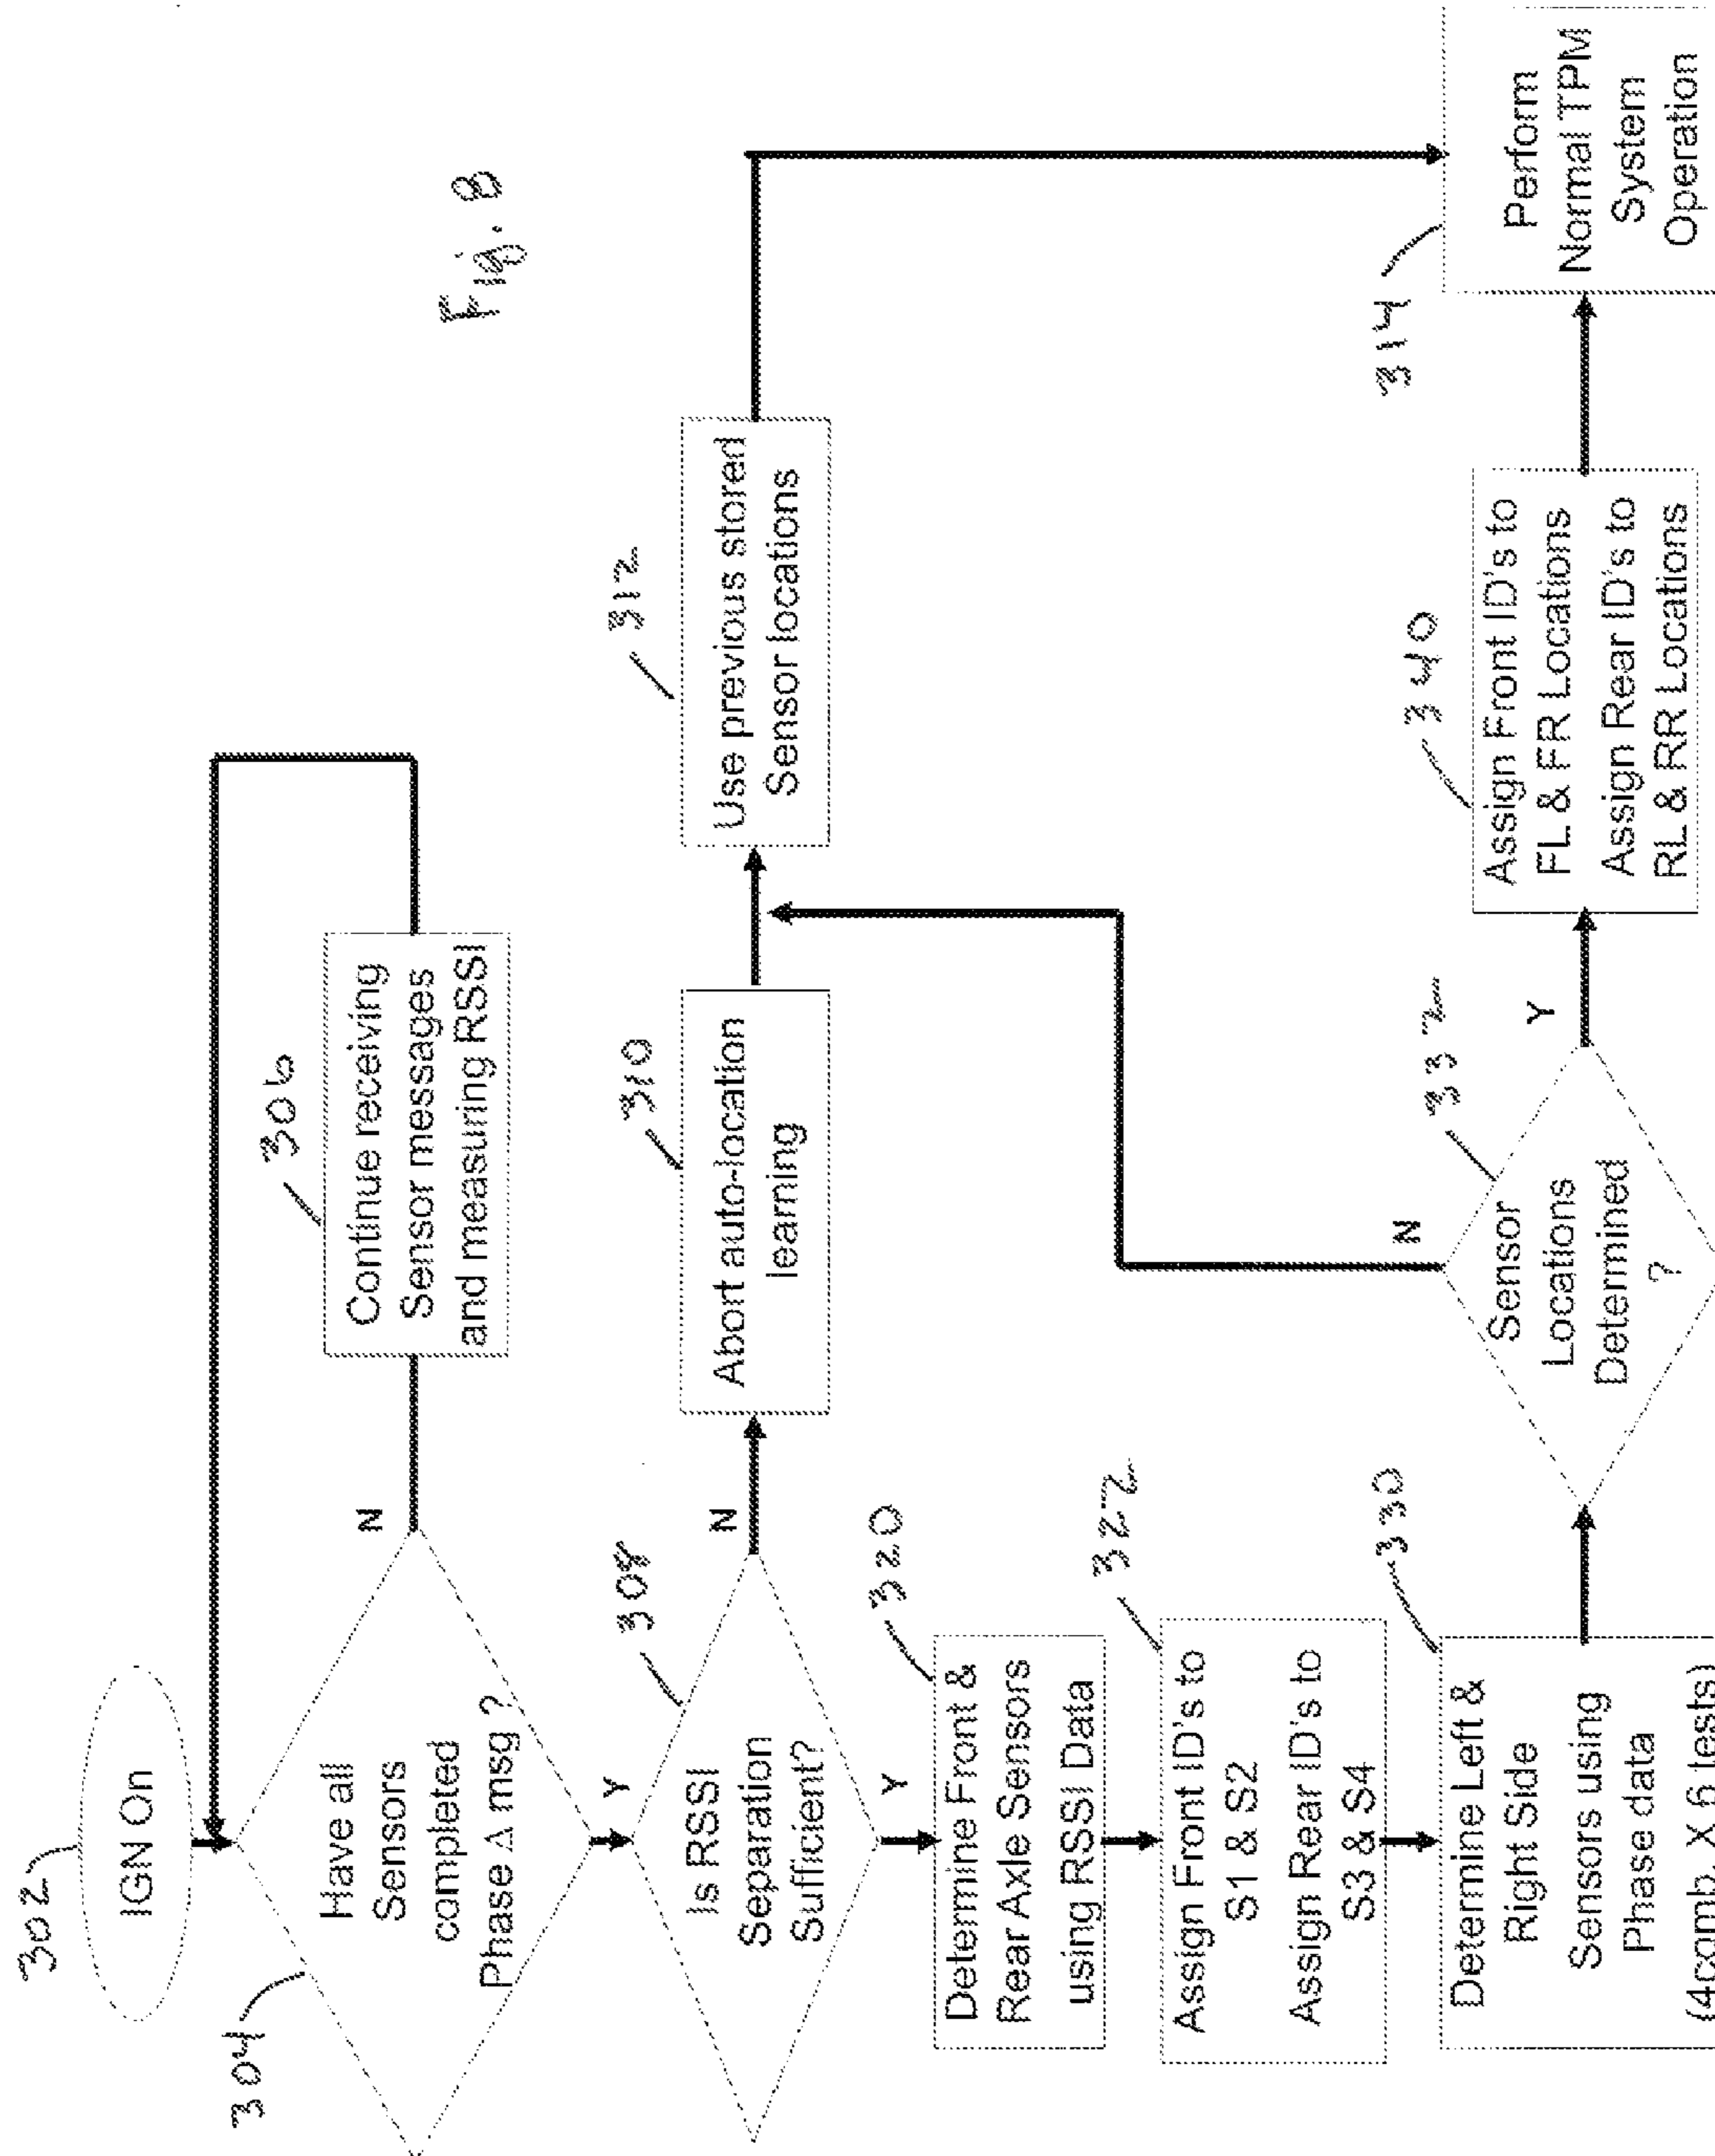 Fig. 8
302
IGN On
304
Have all
Sensors
completed
Phase Δ msg ?
N
306
Continue receiving
Sensor messages
and measuring RSSI
Y
308
Is RSSI
Separation
Sufficient?
N
310
Abort auto-location
learning
312
Use previous stored
Sensor locations
Y
320
Determine Front &
Rear Axle Sensors
using RSSI Data
322
Assign Front ID's to
S1 & S2
Assign Rear ID's to
S3 & S4
330
Determine Left &
Right Side
Sensors using
Phase data
(4comb. X 6 tests)
332
Sensor
Locations
Determined
?
N
Y
340
Assign Front ID's to
FL & FR Locations
Assign Rear ID's to
RL & RR Locations
314
Perform
Normal TPM
System
Operation